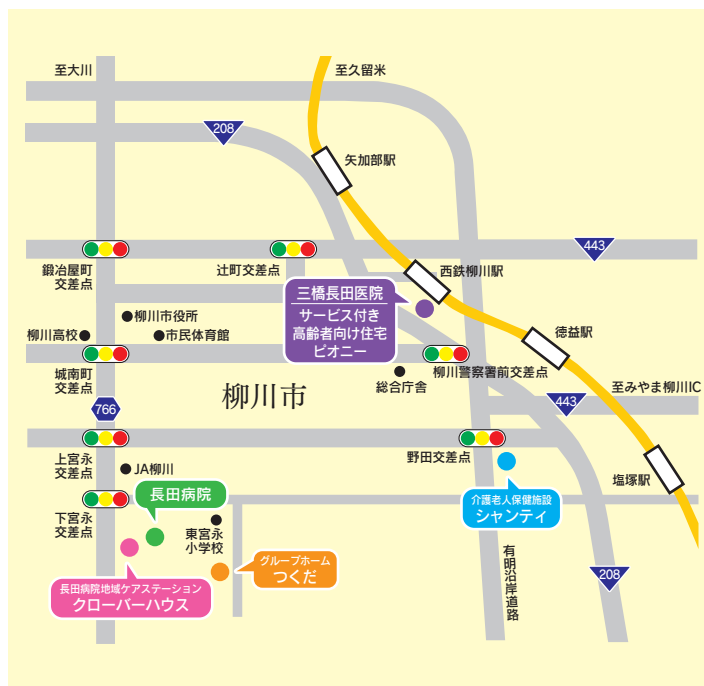 至大川
至久留米
208
矢加部駅
443
鍛冶屋町
交差点
辻町交差点
西鉄柳川駅
三橋長田医院
サービス付き
高齢者向け住宅
ピオニー
柳川市役所
柳川高校
市民体育館
徳益駅
城南町
交差点
柳川警察署前交差点
総合庁舎
至みやま柳川IC
443
柳川市
766
上宮永
交差点
野田交差点
JA柳川
塩塚駅
長田病院
介護老人保健施設
シャンティ
下宮永
交差点
東宮永
小学校
有明沿岸道路
グループホーム
つくだ
208
長田病院地域ケアステーション
クローバーハウス